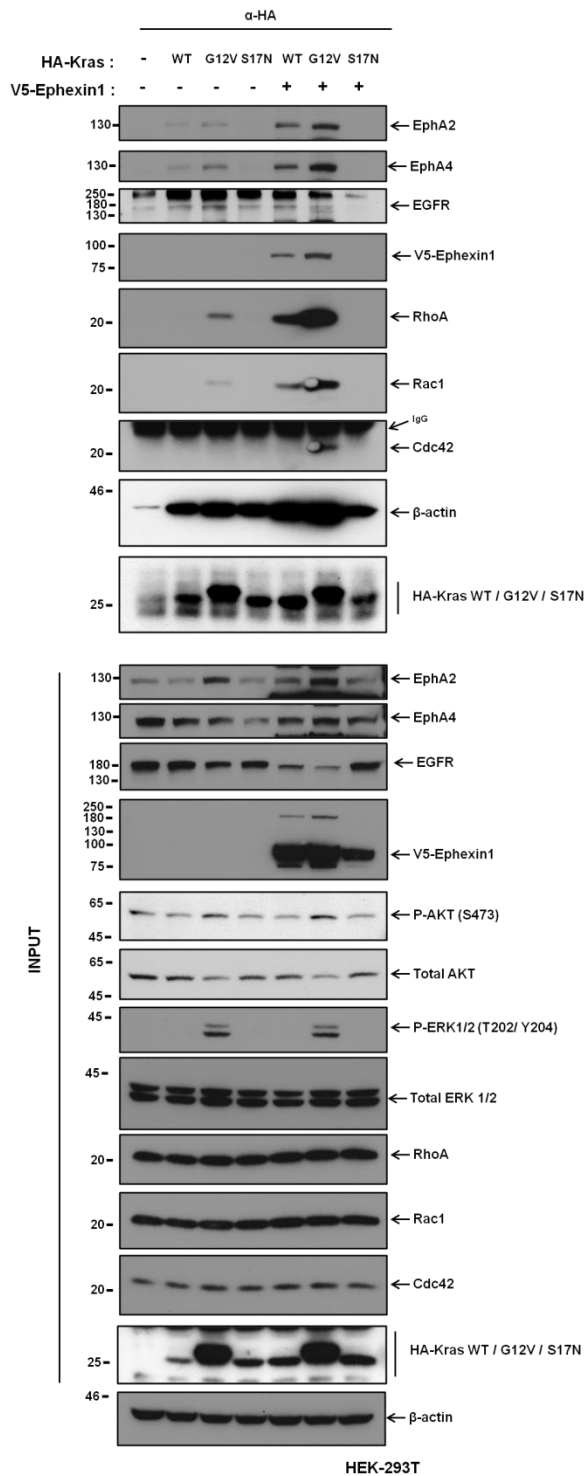 α-HA
HA-Kras : - WT G12V S17N WT G12V S17N
V5-Ephexin1 : - - - - + + +
130 EphA2
130 EphA4
250
180 EGFR
130
100 V5-Ephexin1
75
20 RhoA
20 Rac1
IgG
20 Cdc42
46
β-actin
25 HA-Kras WT / G12V / S17N
INPUT
130 EphA2
130 EphA4
180 EGFR
130
250
180
130
100 V5-Ephexin1
75
65
P-AKT (S473)
45
65
Total AKT
45
45
P-ERK1/2 (T202/ Y204)
45
Total ERK 1/2
20 RhoA
20 Rac1
20 Cdc42
25 HA-Kras WT / G12V / S17N
46
β-actin
HEK-293T